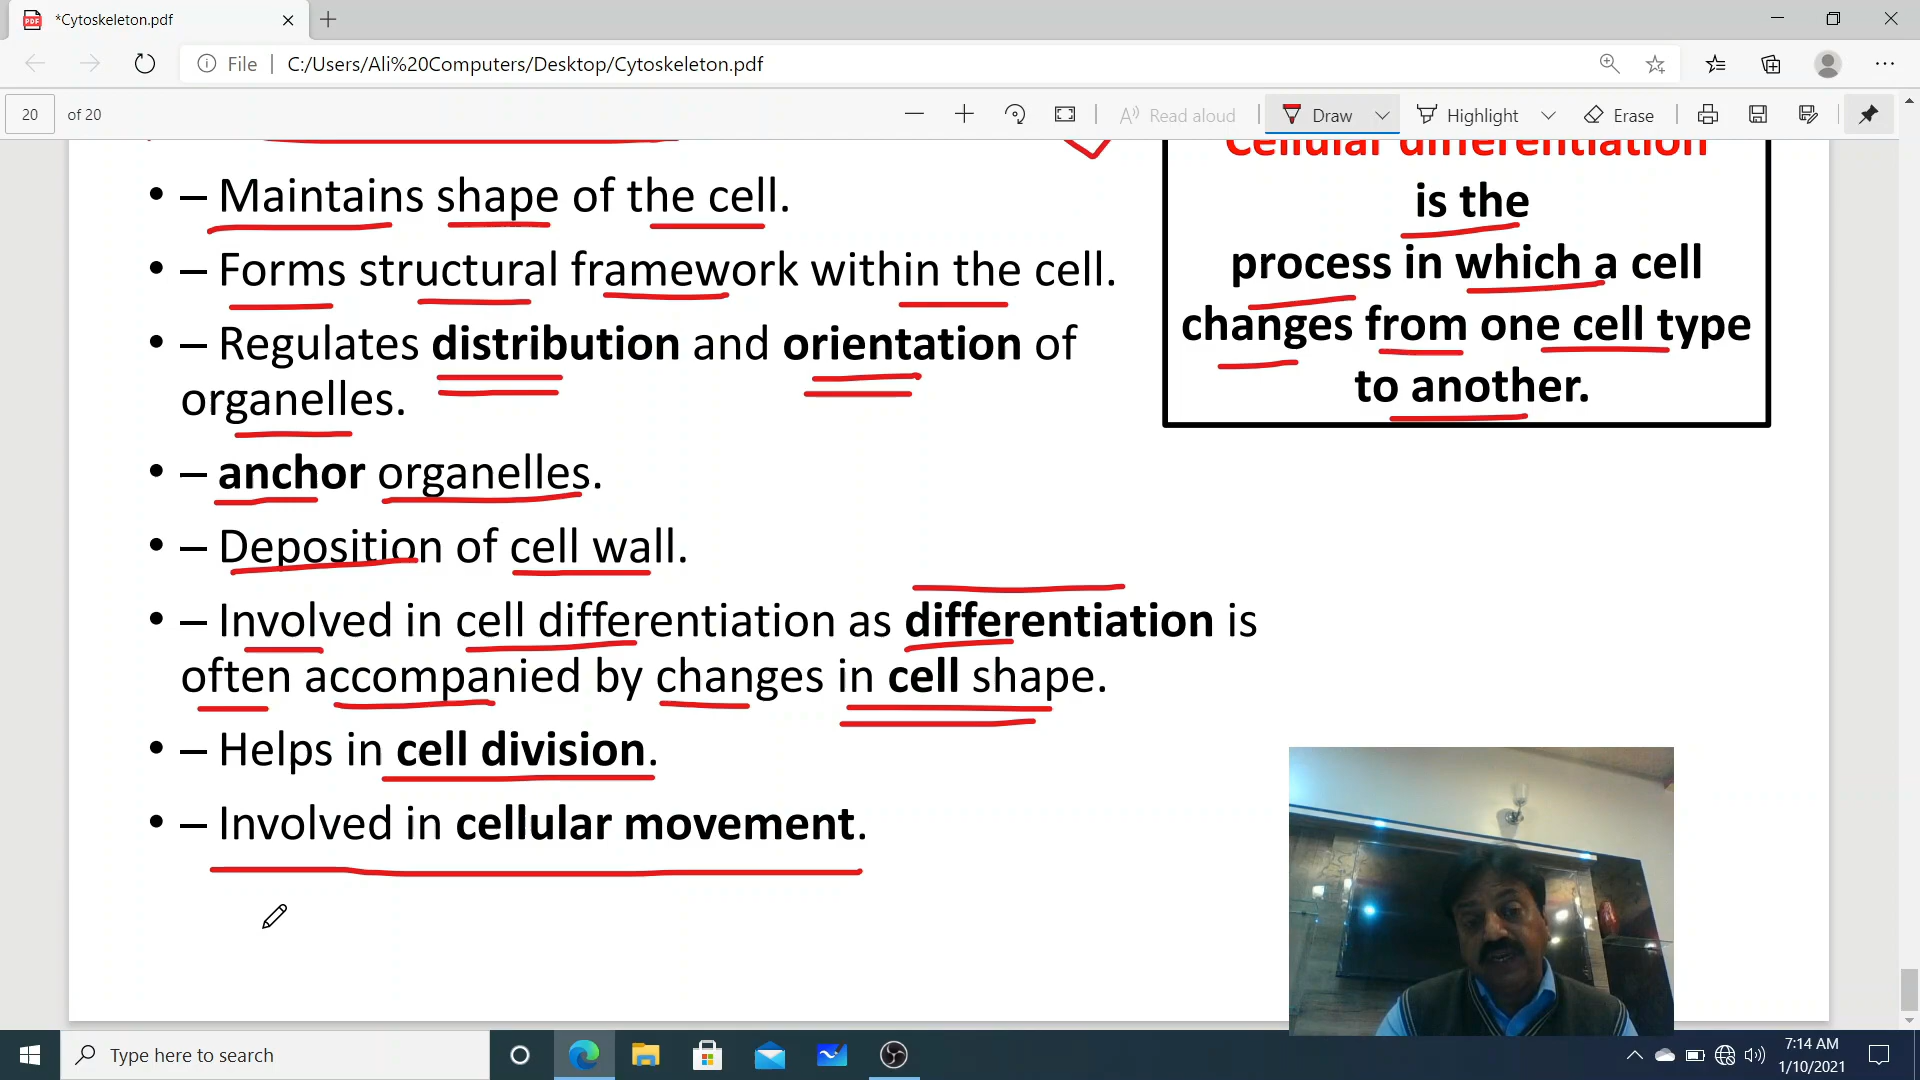 *Cytoskeleton.pdf
File
C:/Users/Ali%20Computers/Desktop/Cytoskeleton.pdf
20 of 20
Read aloud
Draw
Highlight
Erase
Cellular differentiation
is the
process in which a cell
changes from one cell type
to another.
• – Maintains shape of the cell.
• – Forms structural framework within the cell.
• – Regulates distribution and orientation of
organelles.
• – anchor organelles.
• – Deposition of cell wall.
• – Involved in cell differentiation as differentiation is
often accompanied by changes in cell shape.
• – Helps in cell division.
• – Involved in cellular movement.
Type here to search
7:14 AM
1/10/2021